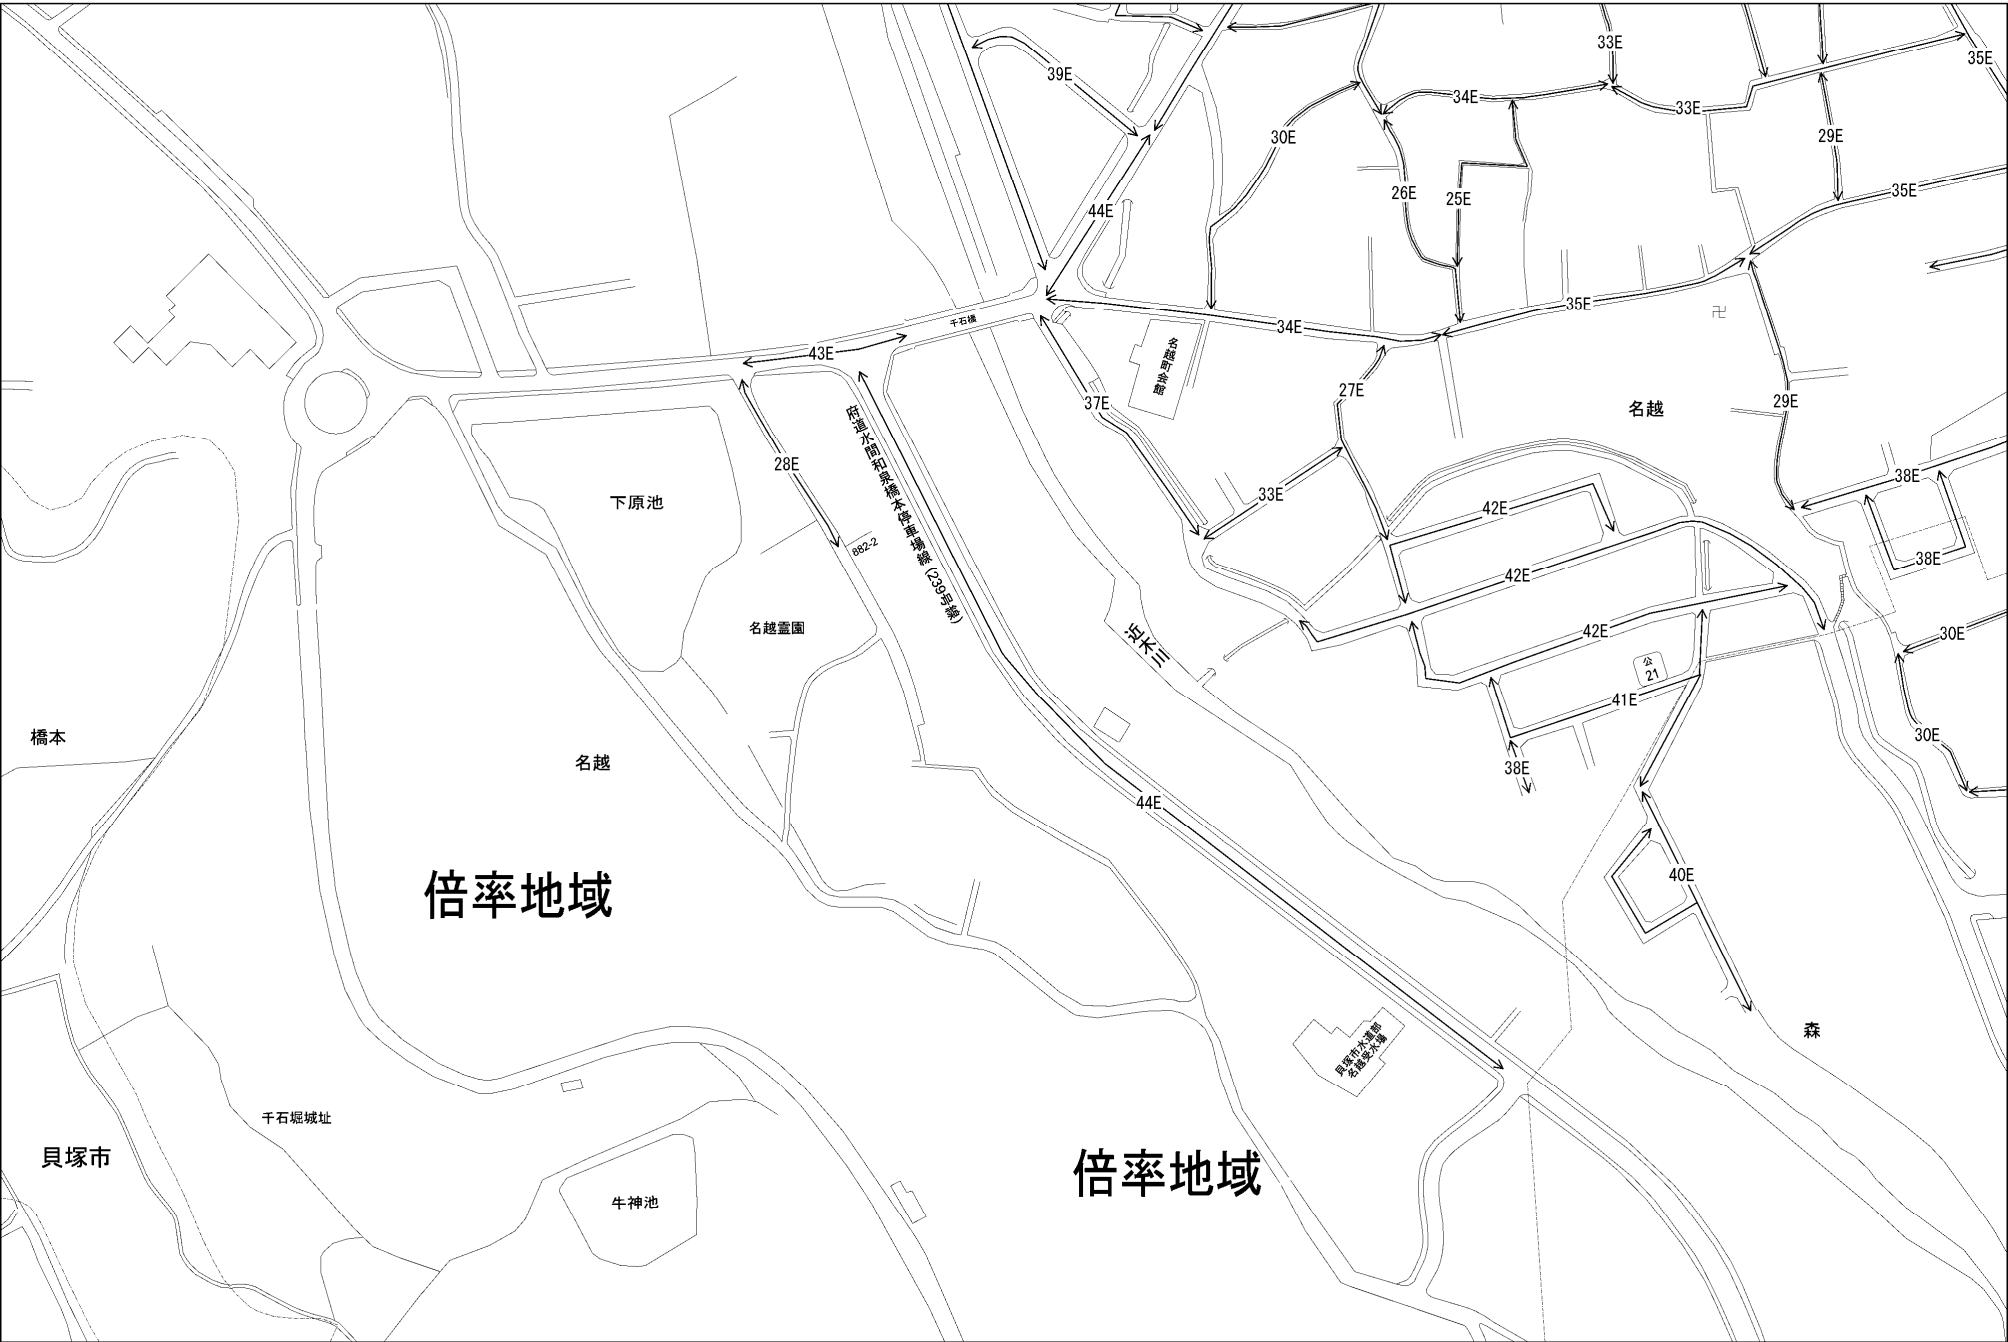 33E
35E
39E
34E
33E
30E
29E
26E
25E
35E
44E
35E
千石橋
34E
43E
名越町会館
27E
37E
29E
名越
府道水間和泉橋本停車場線(239号線)
28E
33E
38E
下原池
42E
882-2
38E
42E
名越霊園
近木川
42E
30E
公
21
41E
橋本
30E
名越
38E
44E
40E
倍率地域
貝塚市水道部
名越受水場
森
千石堀城址
貝塚市
倍率地域
牛神池
卍